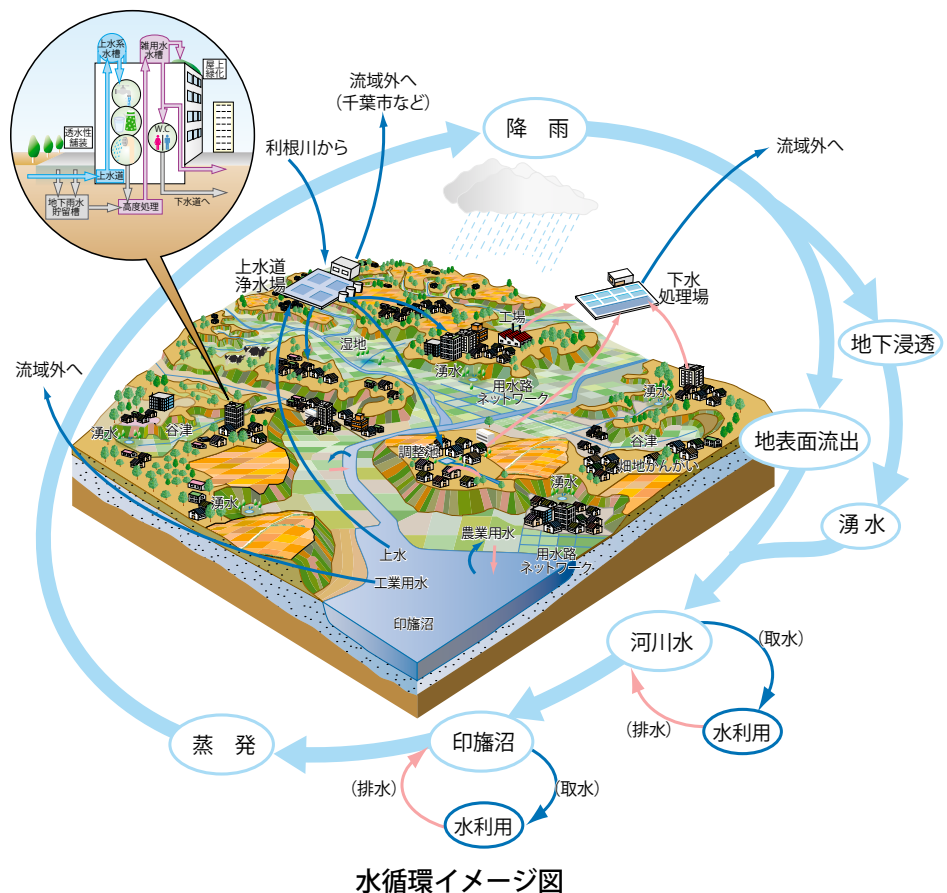 上水系
水槽
雑用水
水槽
屋上
緑化
W.C
透水性
舗装
上水道
地下雨水
貯留槽
高度処理
下水道へ
流域外へ
(千葉市など)
利根川から
降 雨
流域外へ
上水道
浄水場
下水
処理場
工場
地下浸透
湿地
湧水
用水路
ネットワーク
湧水
流域外へ
湧水
谷津
調整池
谷津
畑地かんがい
地表面流出
湧水
湧水
湧 水
農業用水
上水
用水路
ネットワーク
工業用水
印旛沼
河川水
(取水)
(排水)
水利用
蒸 発
印旛沼
(排水)
(取水)
水利用
水循環イメージ図